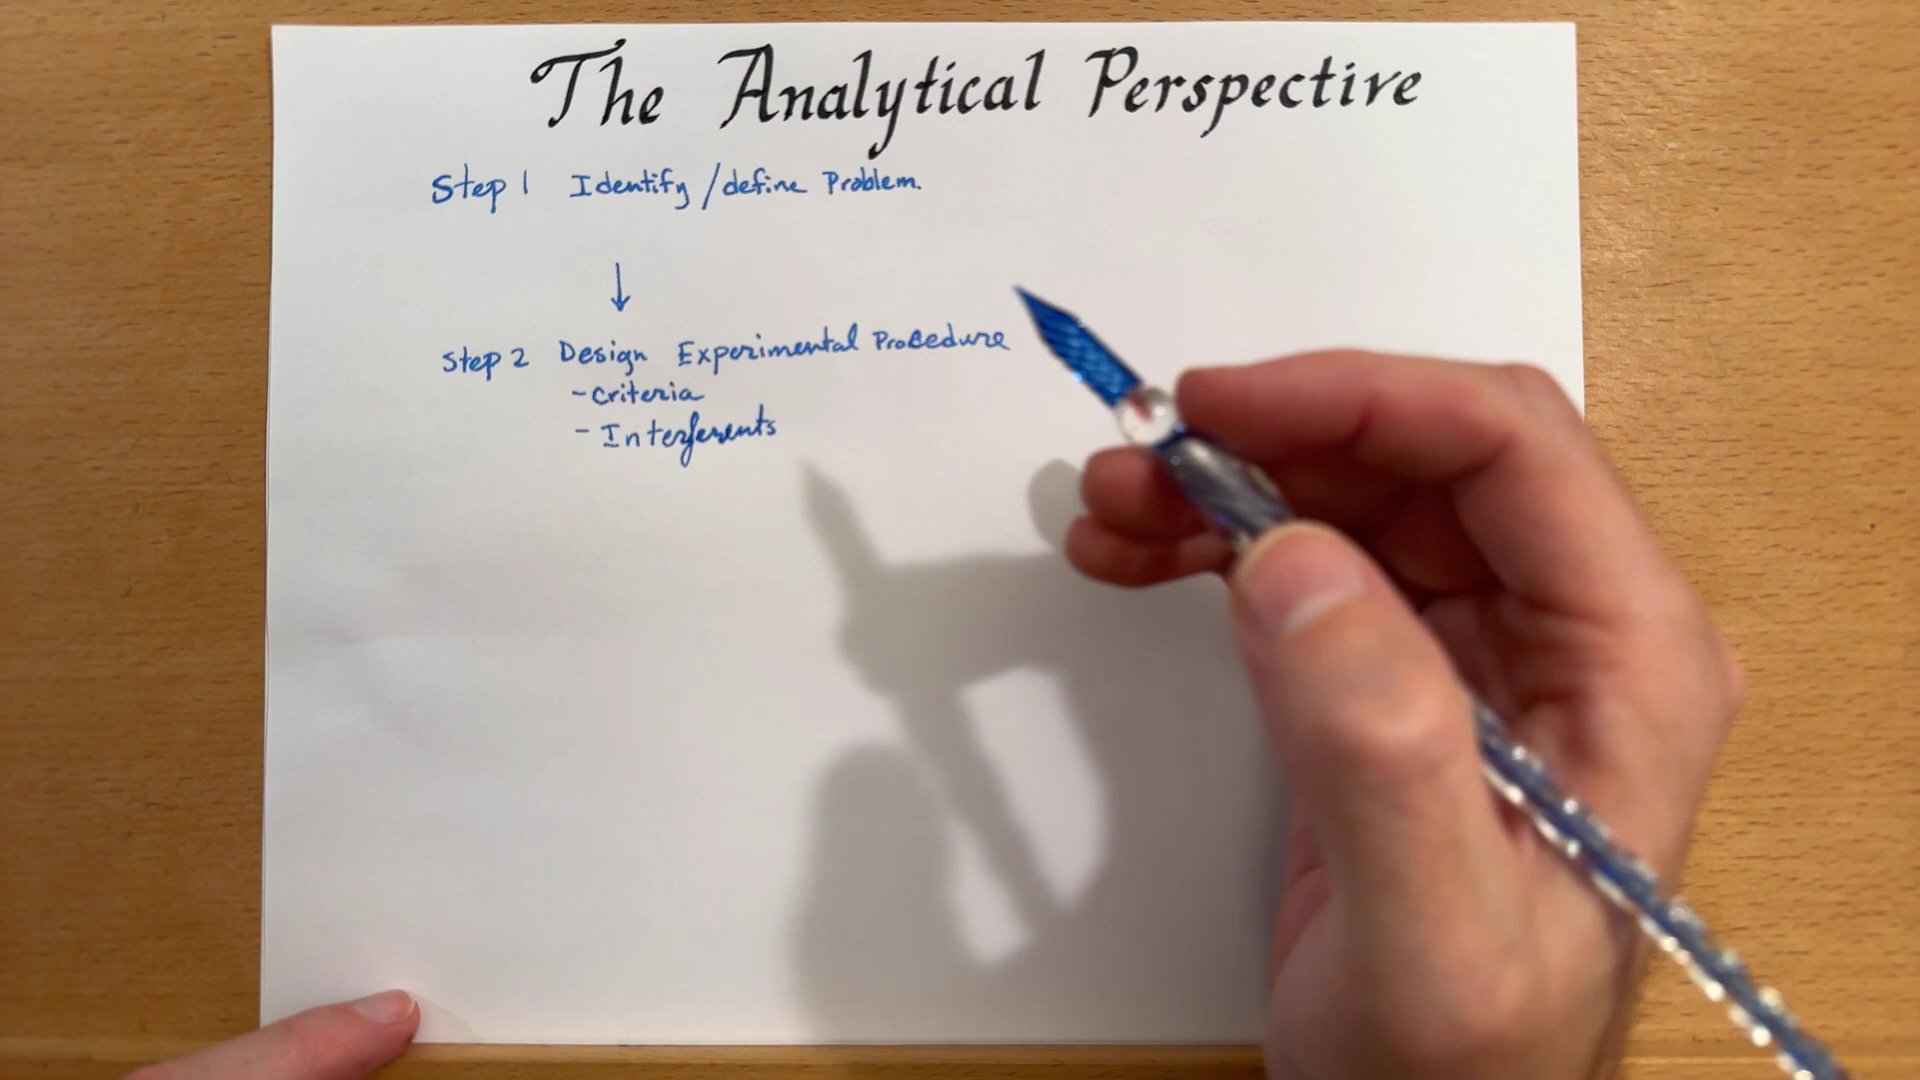 The Analytical Perspective
Step 1 Identify/define Problem.
↓
Step 2 Design Experimental Procedure
- Criteria
- Interferents